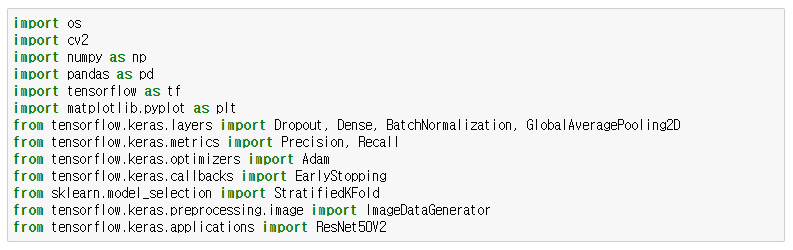 import os
import cv2
import numpy as np
import pandas as pd
import tensorflow as tf
import matplotlib.pyplot as plt
from tensorflow.keras.layers import Dropout, Dense, BatchNormalization, GlobalAveragePooling2D
from tensorflow.keras.metrics import Precision, Recall
from tensorflow.keras.optimizers import Adam
from tensorflow.keras.callbacks import EarlyStopping
from sklearn.model_selection import StratifiedKFold
from tensorflow.keras.preprocessing.image import ImageDataGenerator
from tensorflow.keras.applications import ResNet50V2